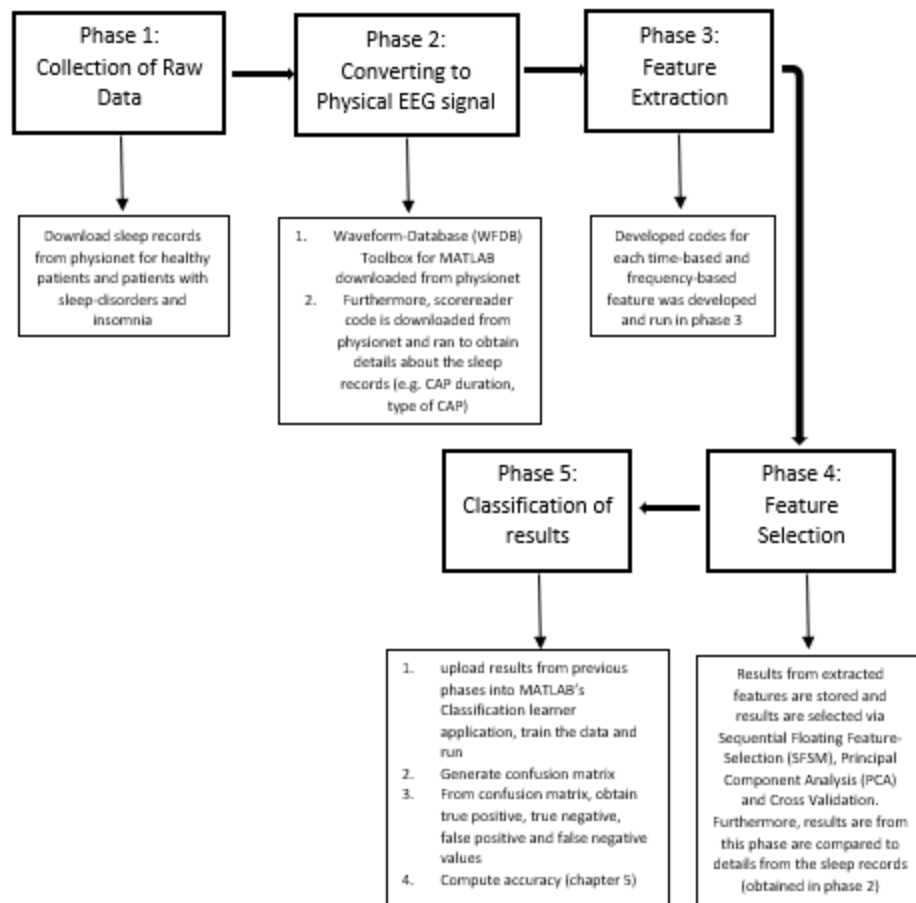 Phase 1:
Collection of Raw
Data
Phase 2:
Converting to
Physical EEG signal
Phase 3:
Feature
Extraction
Download sleep records
from physionet for healthy
patients and patients with
sleep-disorders and
insomnia
1. Waveform-Database (WFDB)
Toolbox for MATLAB
downloaded from physionet
2. Furthermore, scorereader
code is downloaded from
physionet and ran to obtain
details about the sleep
records (e.g. CAP duration,
type of CAP)
Developed codes for
each time-based and
frequency-based
feature was developed
and run in phase 3
Phase 5:
Classification of
results
Phase 4:
Feature
Selection
1. upload results from previous
phases into MATLAB's
Classification learner
application, train the data and
run
2. Generate confusion matrix
3. From confusion matrix, obtain
true positive, true negative,
false positive and false negative
values
4. Compute accuracy (chapter 5)
Results from extracted
features are stored and
results are selected via
Sequential Floating Feature-
Selection (SFSM), Principal
Component Analysis (PCA)
and Cross Validation.
Furthermore, results are from
this phase are compared to
details from the sleep records
(obtained in phase 2)